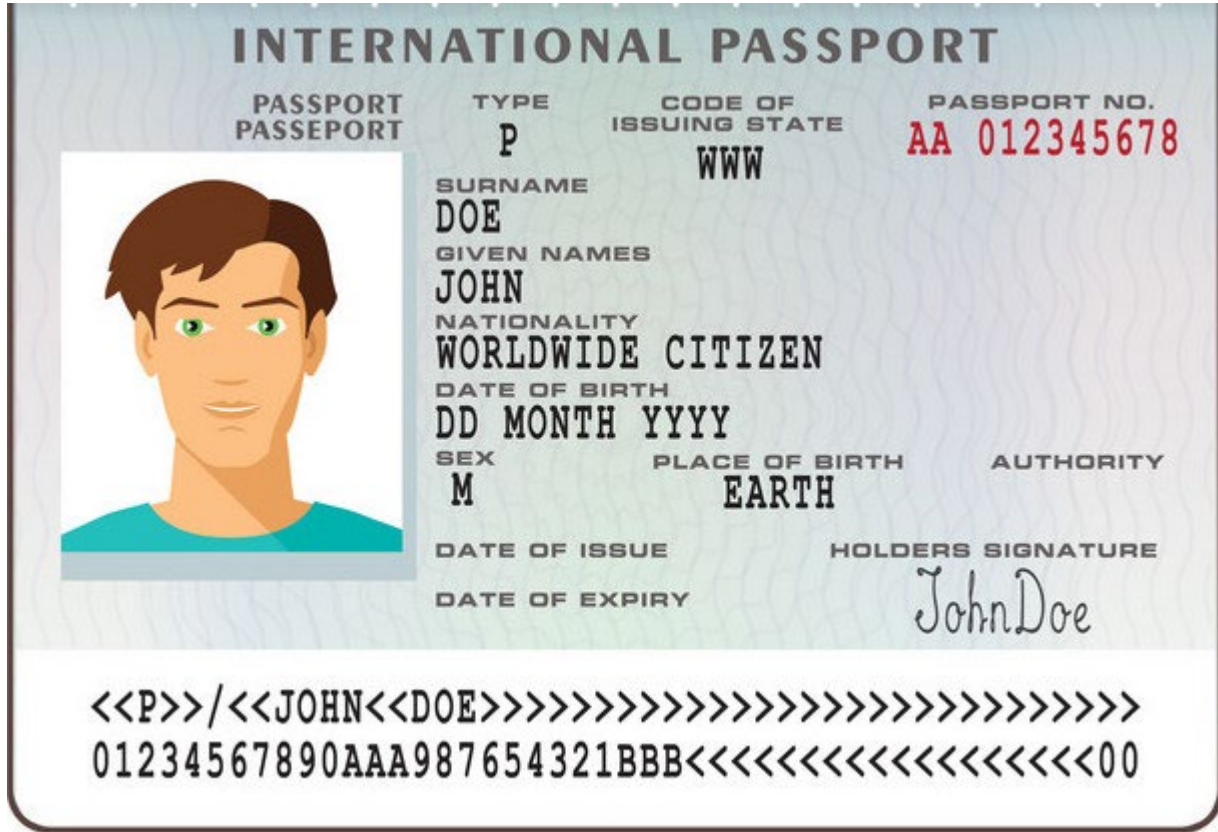 INTERNATIONAL PASSPORT
PASSPORT
PASSEPORT
TYPE
P
CODE OF
ISSUING STATE
WWW
PASSPORT NO.
AA 012345678
SURNAME
DOE
GIVEN NAMES
JOHN
NATIONALITY
WORLDWIDE CITIZEN
DATE OF BIRTH
DD MONTH YYYY
SEX
M
PLACE OF BIRTH
EARTH
AUTHORITY
DATE OF ISSUE
DATE OF EXPIRY
HOLDERS SIGNATURE
JohnDoe
<<P>>/<<JOHN<<DOE>>>>>>>>>>>>>>>>>>>>>>>>>>>>>
01234567890AAA987654321BBB<<<<<<<<<<<<<<<<<<00